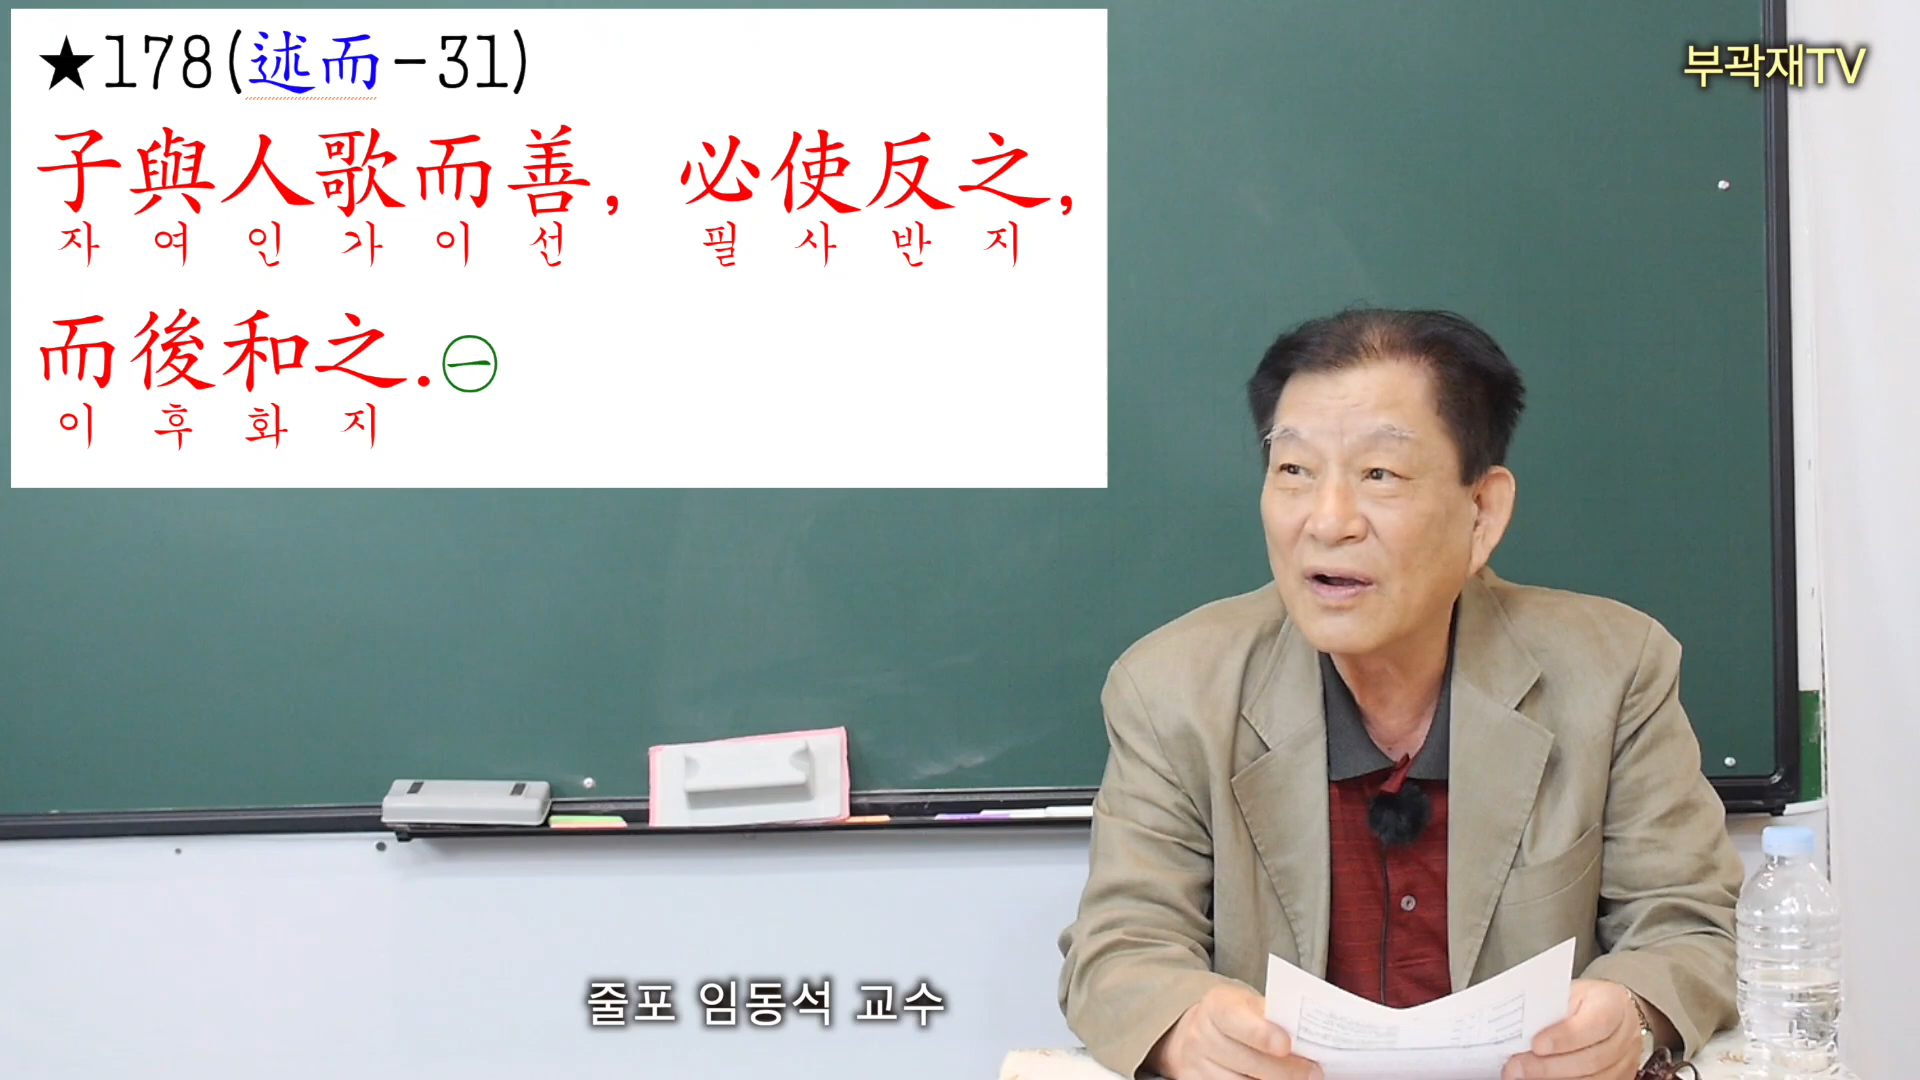 ★178(述而-31)
子與人歌而善, 必使反之,
자 여 인 가 이 선 필 사 반 지
而後和之.㊀
이 후 화 지
부곽재TV
줄포 임동석 교수